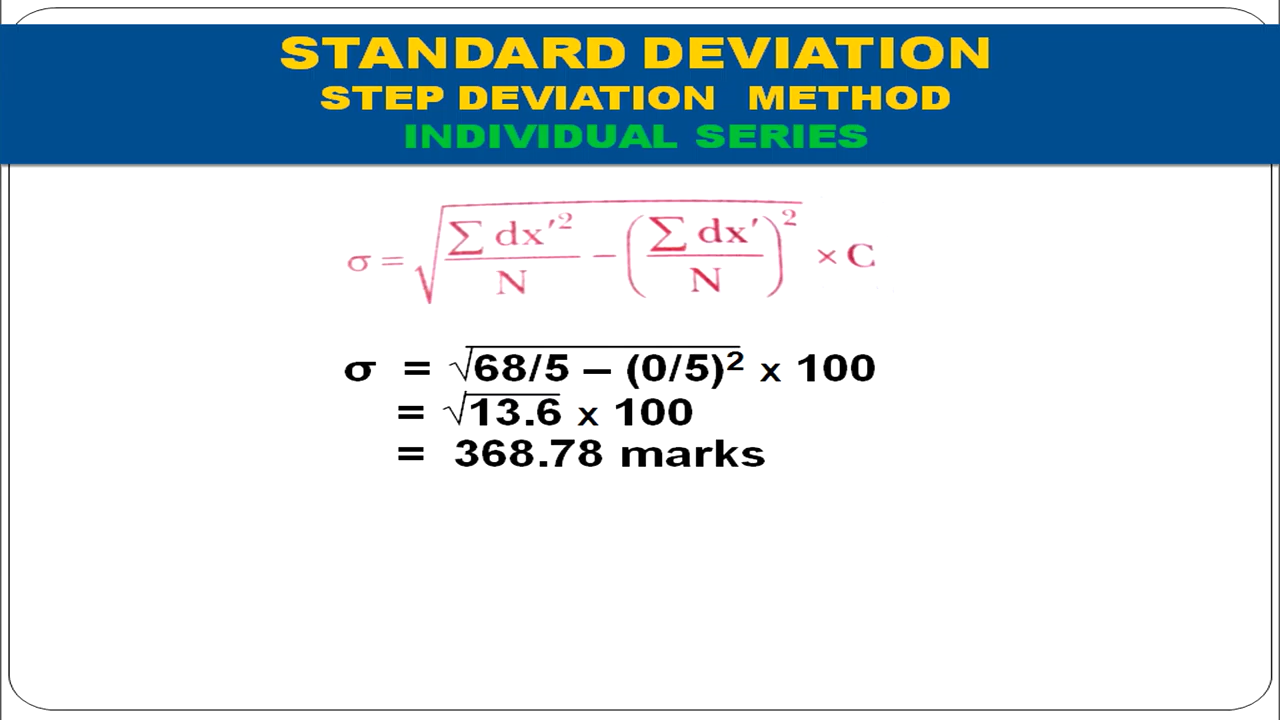 STANDARD DEVIATION
STEP DEVIATION METHOD
INDIVIDUAL SERIES
σ = √(∑ dx′² / N − (∑ dx′ / N)²) × C
σ = √68/5 – (0/5)² x 100
= √13.6 x 100
= 368.78 marks